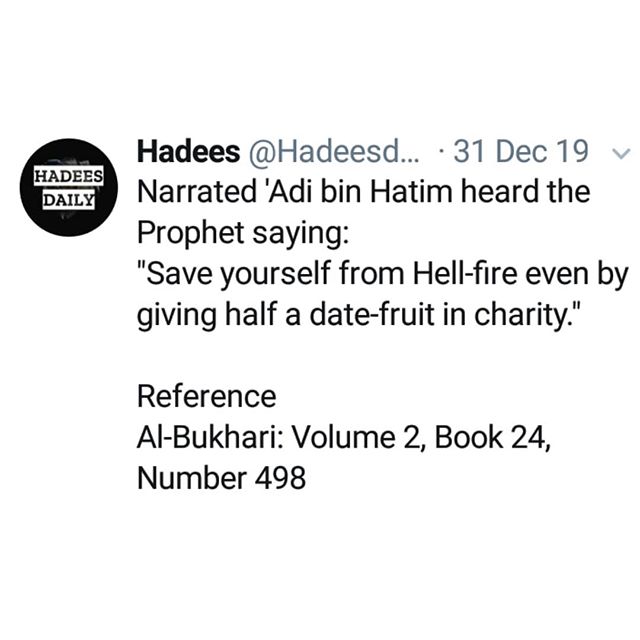 HADEES
DAILY
Hadees @Hadeesd... · 31 Dec 19
Narrated 'Adi bin Hatim heard the
Prophet saying:
"Save yourself from Hell-fire even by
giving half a date-fruit in charity."
Reference
Al-Bukhari: Volume 2, Book 24,
Number 498